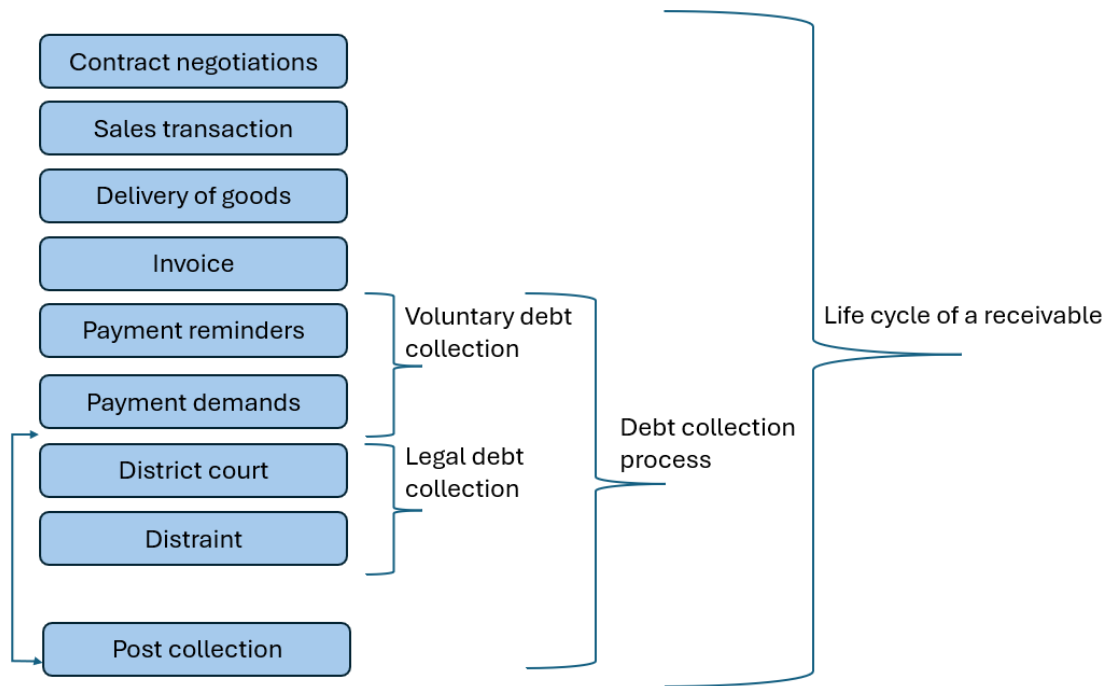 Contract negotiations
Sales transaction
Delivery of goods
Invoice
Payment reminders
Payment demands
District court
Distraint
Post collection
Voluntary debt
collection
Legal debt
collection
Debt collection
process
Life cycle of a receivable